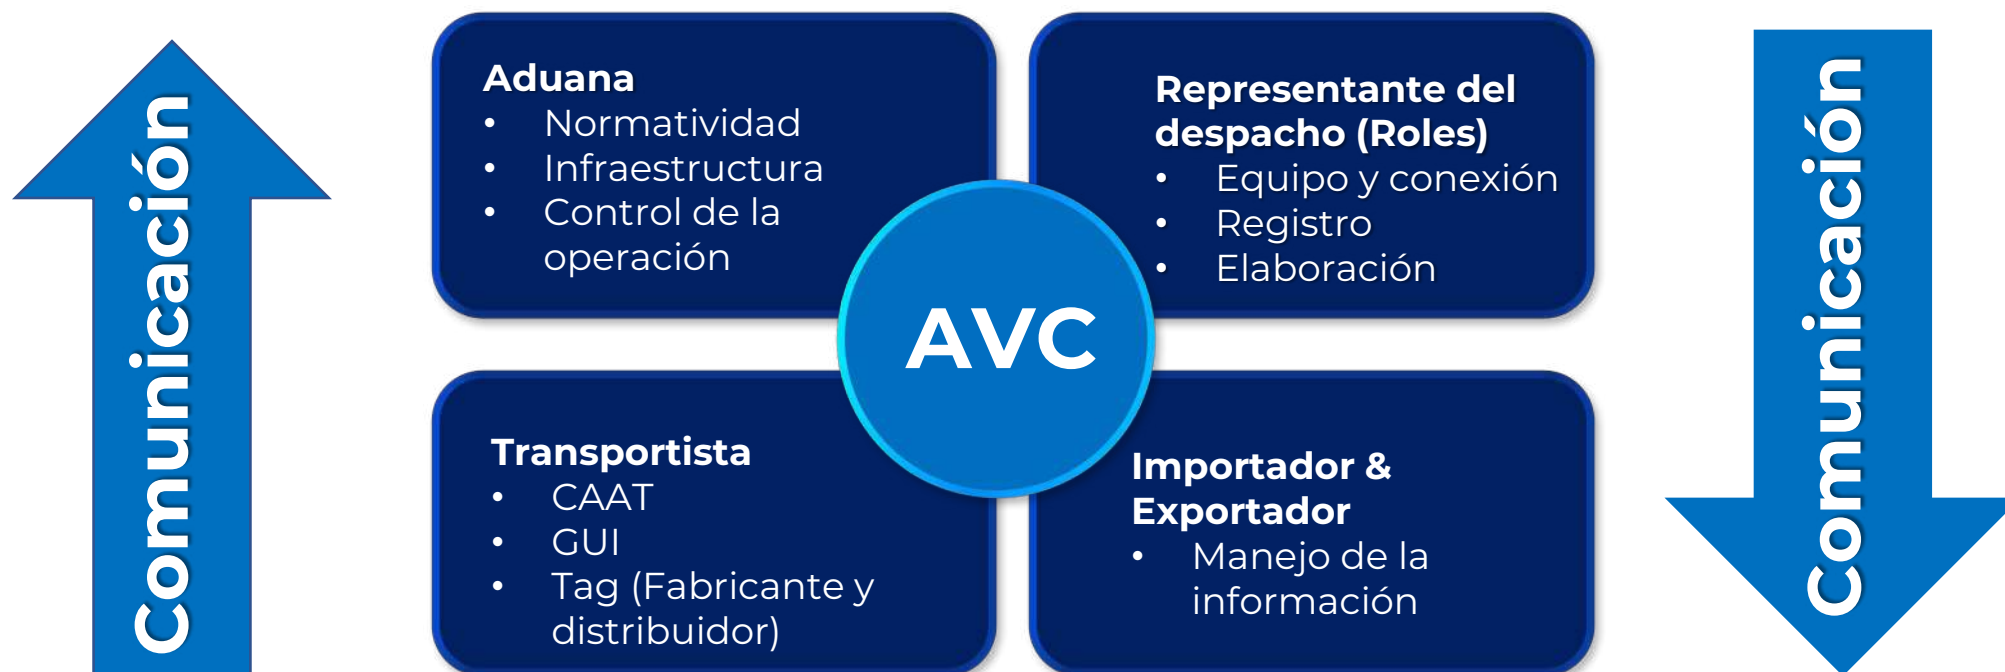 Comunicación
Aduana
• Normatividad
• Infraestructura
• Control de la
operación
Representante del
despacho (Roles)
• Equipo y conexión
• Registro
• Elaboración
AVC
Transportista
• CAAT
• GUI
• Tag (Fabricante y
distribuidor)
Importador &
Exportador
• Manejo de la
información
Comunicación